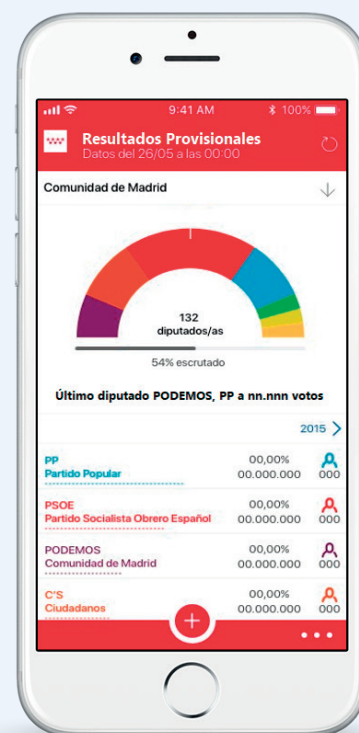 9:41 AM
100%
Resultados Provisionales
Datos del 26/05 a las 00:00
Comunidad de Madrid
132
diputados/as
54% escrutado
Último diputado PODEMOS, PP a nn.nnn votos
2015
PP 00,00%
Partido Popular 00.000.000 000
PSOE 00,00%
Partido Socialista Obrero Español 00.000.000 000
PODEMOS 00,00%
Comunidad de Madrid 00.000.000 000
C'S 00,00%
Ciudadanos 00.000.000 000